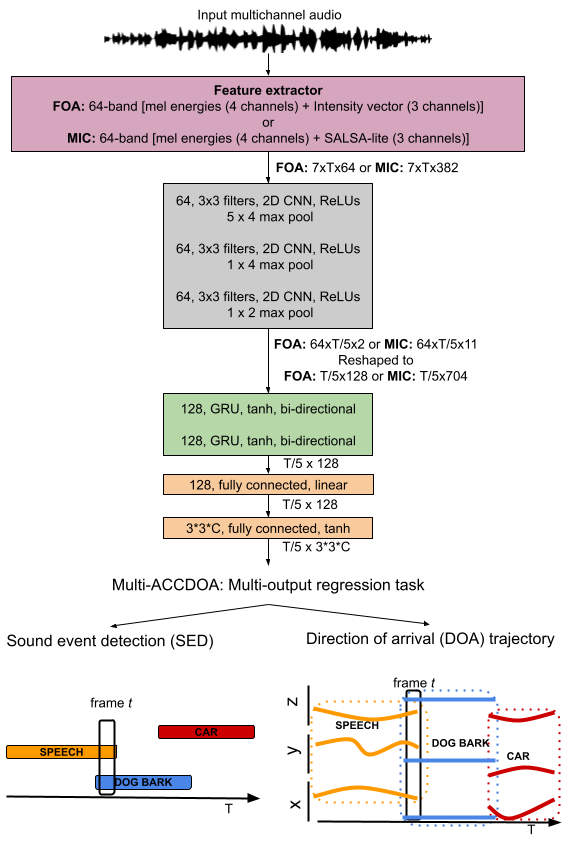 Input multichannel audio
Feature extractor
FOA: 64-band [mel energies (4 channels) + Intensity vector (3 channels)]
or
MIC: 64-band [mel energies (4 channels) + SALSA-lite (3 channels)]
FOA: 7xTx64 or MIC: 7xTx382
64, 3x3 filters, 2D CNN, ReLUs
5 x 4 max pool
64, 3x3 filters, 2D CNN, ReLUs
1 x 4 max pool
64, 3x3 filters, 2D CNN, ReLUs
1 x 2 max pool
FOA: 64xT/5x2 or MIC: 64xT/5x11
Reshaped to
FOA: T/5x128 or MIC: T/5x704
128, GRU, tanh, bi-directional
128, GRU, tanh, bi-directional
T/5 x 128
128, fully connected, linear
T/5 x 128
3*3*C, fully connected, tanh
T/5 x 3*3*C
Multi-ACCDOA: Multi-output regression task
Sound event detection (SED)
frame t
CAR
SPEECH
DOG BARK
T
Direction of arrival (DOA) trajectory
frame t
z
SPEECH
y
DOG BARK
CAR
x
T